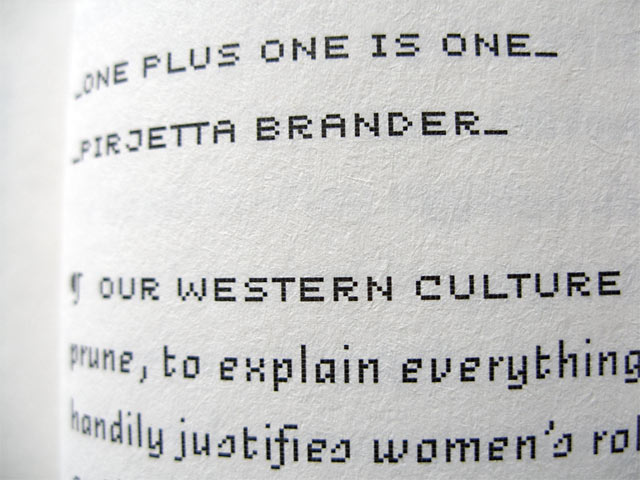 _ONE PLUS ONE IS ONE_
_PIRJETTA BRANDER_
¶ OUR WESTERN CULTURE
prune, to explain everything
handily justifies women's